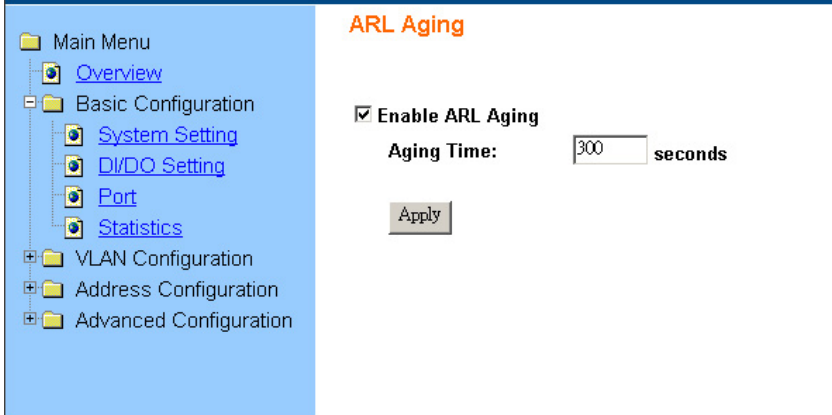 Main Menu
Overview
Basic Configuration
System Setting
DI/DO Setting
Port
Statistics
VLAN Configuration
Address Configuration
Advanced Configuration
ARL Aging
Enable ARL Aging
Aging Time: 300 seconds
Apply